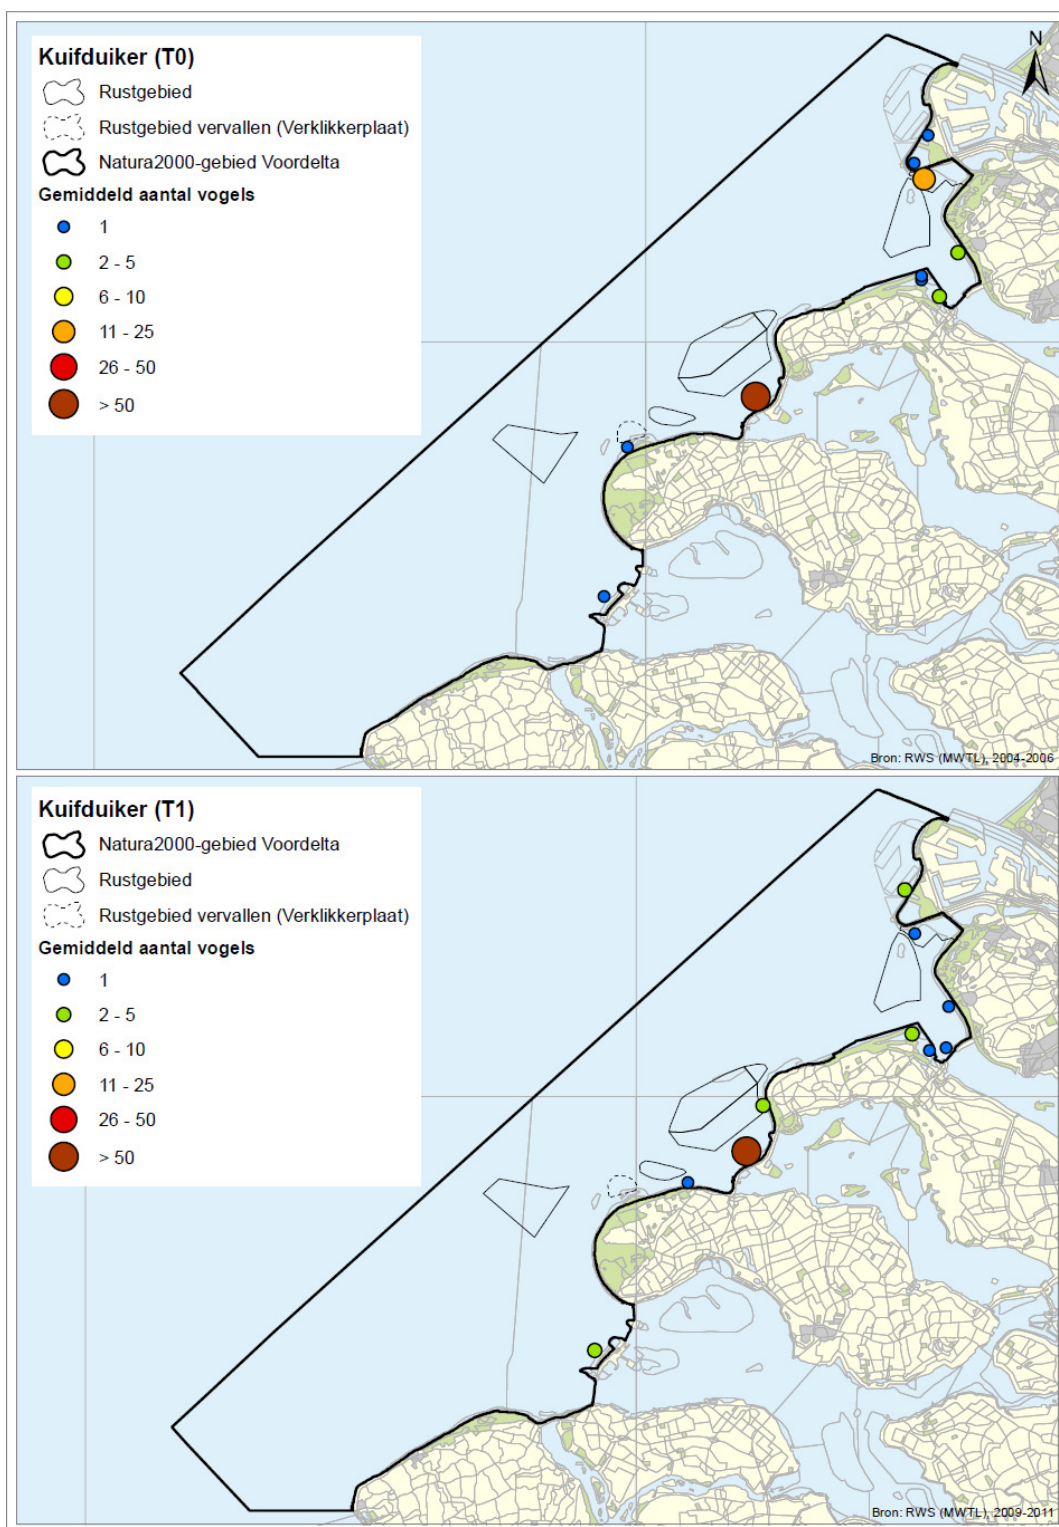 Kuifduiker (T0)
Rustgebied
Rustgebied vervallen (Verklikkerplaat)
Natura2000-gebied Voordelta
Gemiddeld aantal vogels
1
2 - 5
6 - 10
11 - 25
26 - 50
> 50
N
Bron: RWS (MWTL), 2004-2006
Kuifduiker (T1)
Natura2000-gebied Voordelta
Rustgebied
Rustgebied vervallen (Verklikkerplaat)
Gemiddeld aantal vogels
1
2 - 5
6 - 10
11 - 25
26 - 50
> 50
Bron: RWS (MWTL), 2009-2011